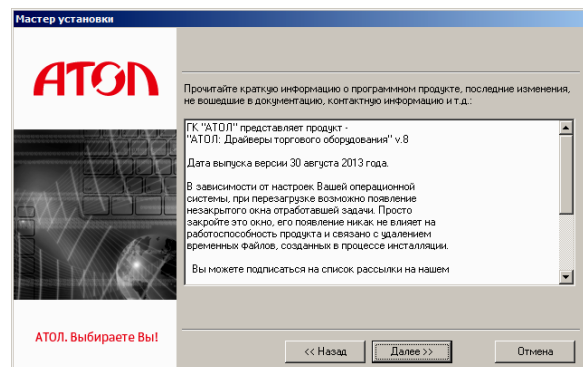 Мастер установки
АТОЛ
Прочитайте краткую информацию о программном продукте, последние изменения,
не вошедшие в документацию, контактную информацию и т.д.:
ГК "АТОЛ" представляет продукт -
"АТОЛ: Драйверы торгового оборудования" v.8
Дата выпуска версии 30 августа 2013 года.
В зависимости от настроек Вашей операционной
системы, при перезагрузке возможно появление
незакрытого окна отработавшей задачи. Просто
закройте это окно, его появление никак не влияет на
работоспособность продукта и связано с удалением
временных файлов, созданных в процессе инсталляции.
Вы можете подписаться на список рассылки на нашем
АТОЛ. Выбираете Вы!
<< Назад
Далее >>
Отмена